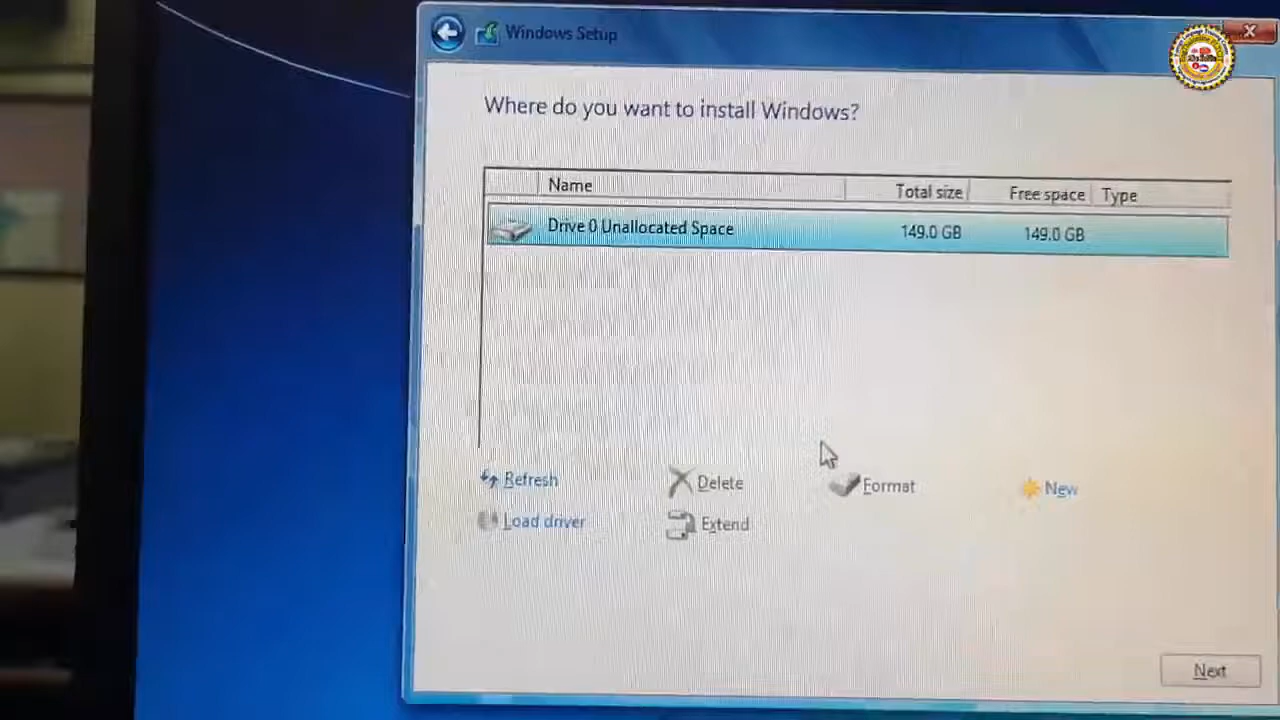 Windows Setup
Where do you want to install Windows?
Name Total size Free space Type
Drive 0 Unallocated Space 149.0 GB 149.0 GB
Refresh Delete Format New
Load driver Extend
Next